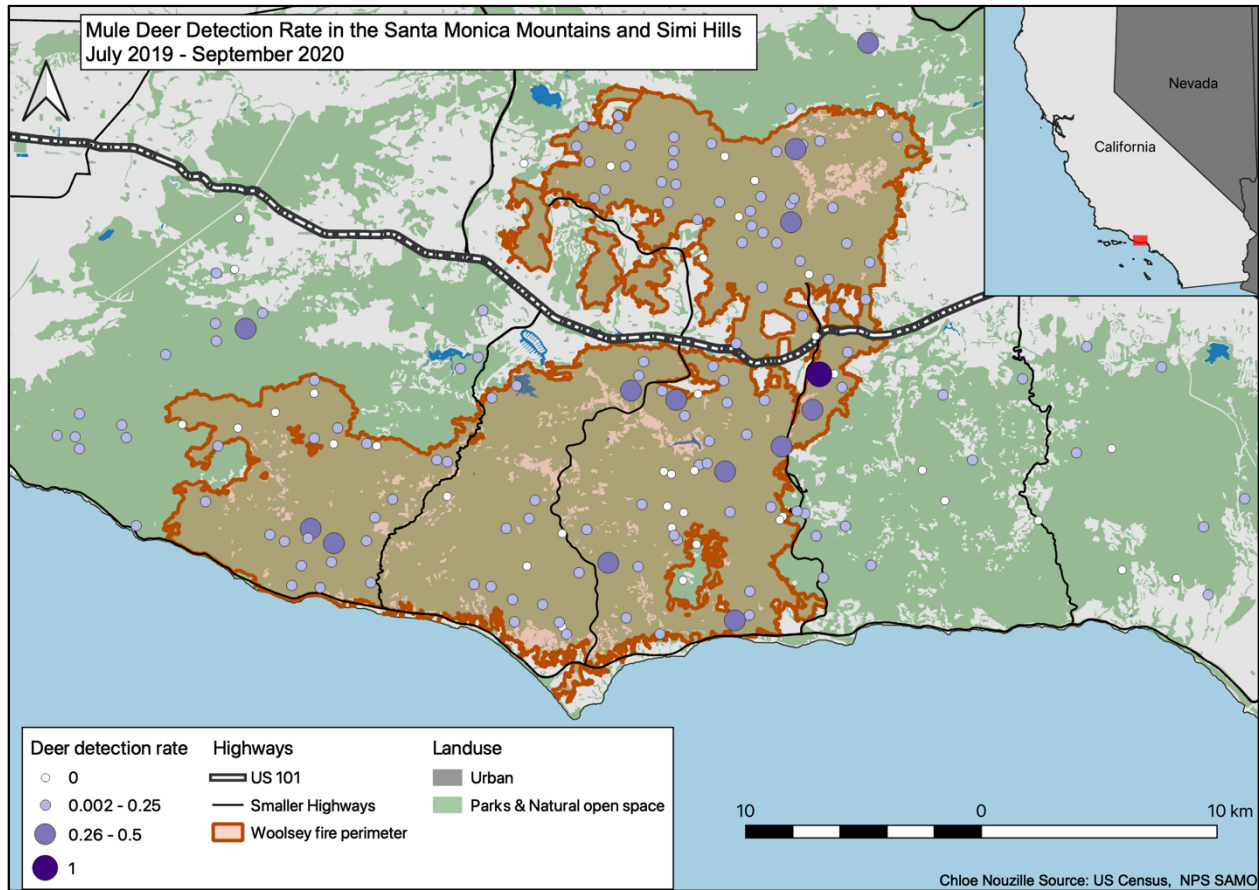 Mule Deer Detection Rate in the Santa Monica Mountains and Simi Hills
July 2019 - September 2020
Nevada
California
Deer detection rate
0
0.002 - 0.25
0.26 - 0.5
1
Highways
US 101
Smaller Highways
Woolsey fire perimeter
Landuse
Urban
Parks & Natural open space
10 0 10 km
Chloe Nouzille Source: US Census, NPS SAMO